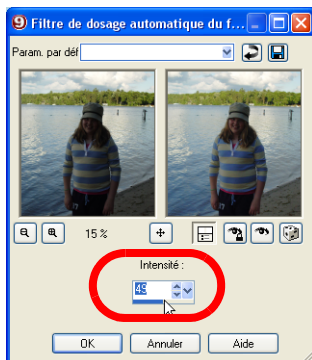 Filtre de dosage automatique du f...
Param. par déf
15 %
Intensité :
49
OK Annuler Aide